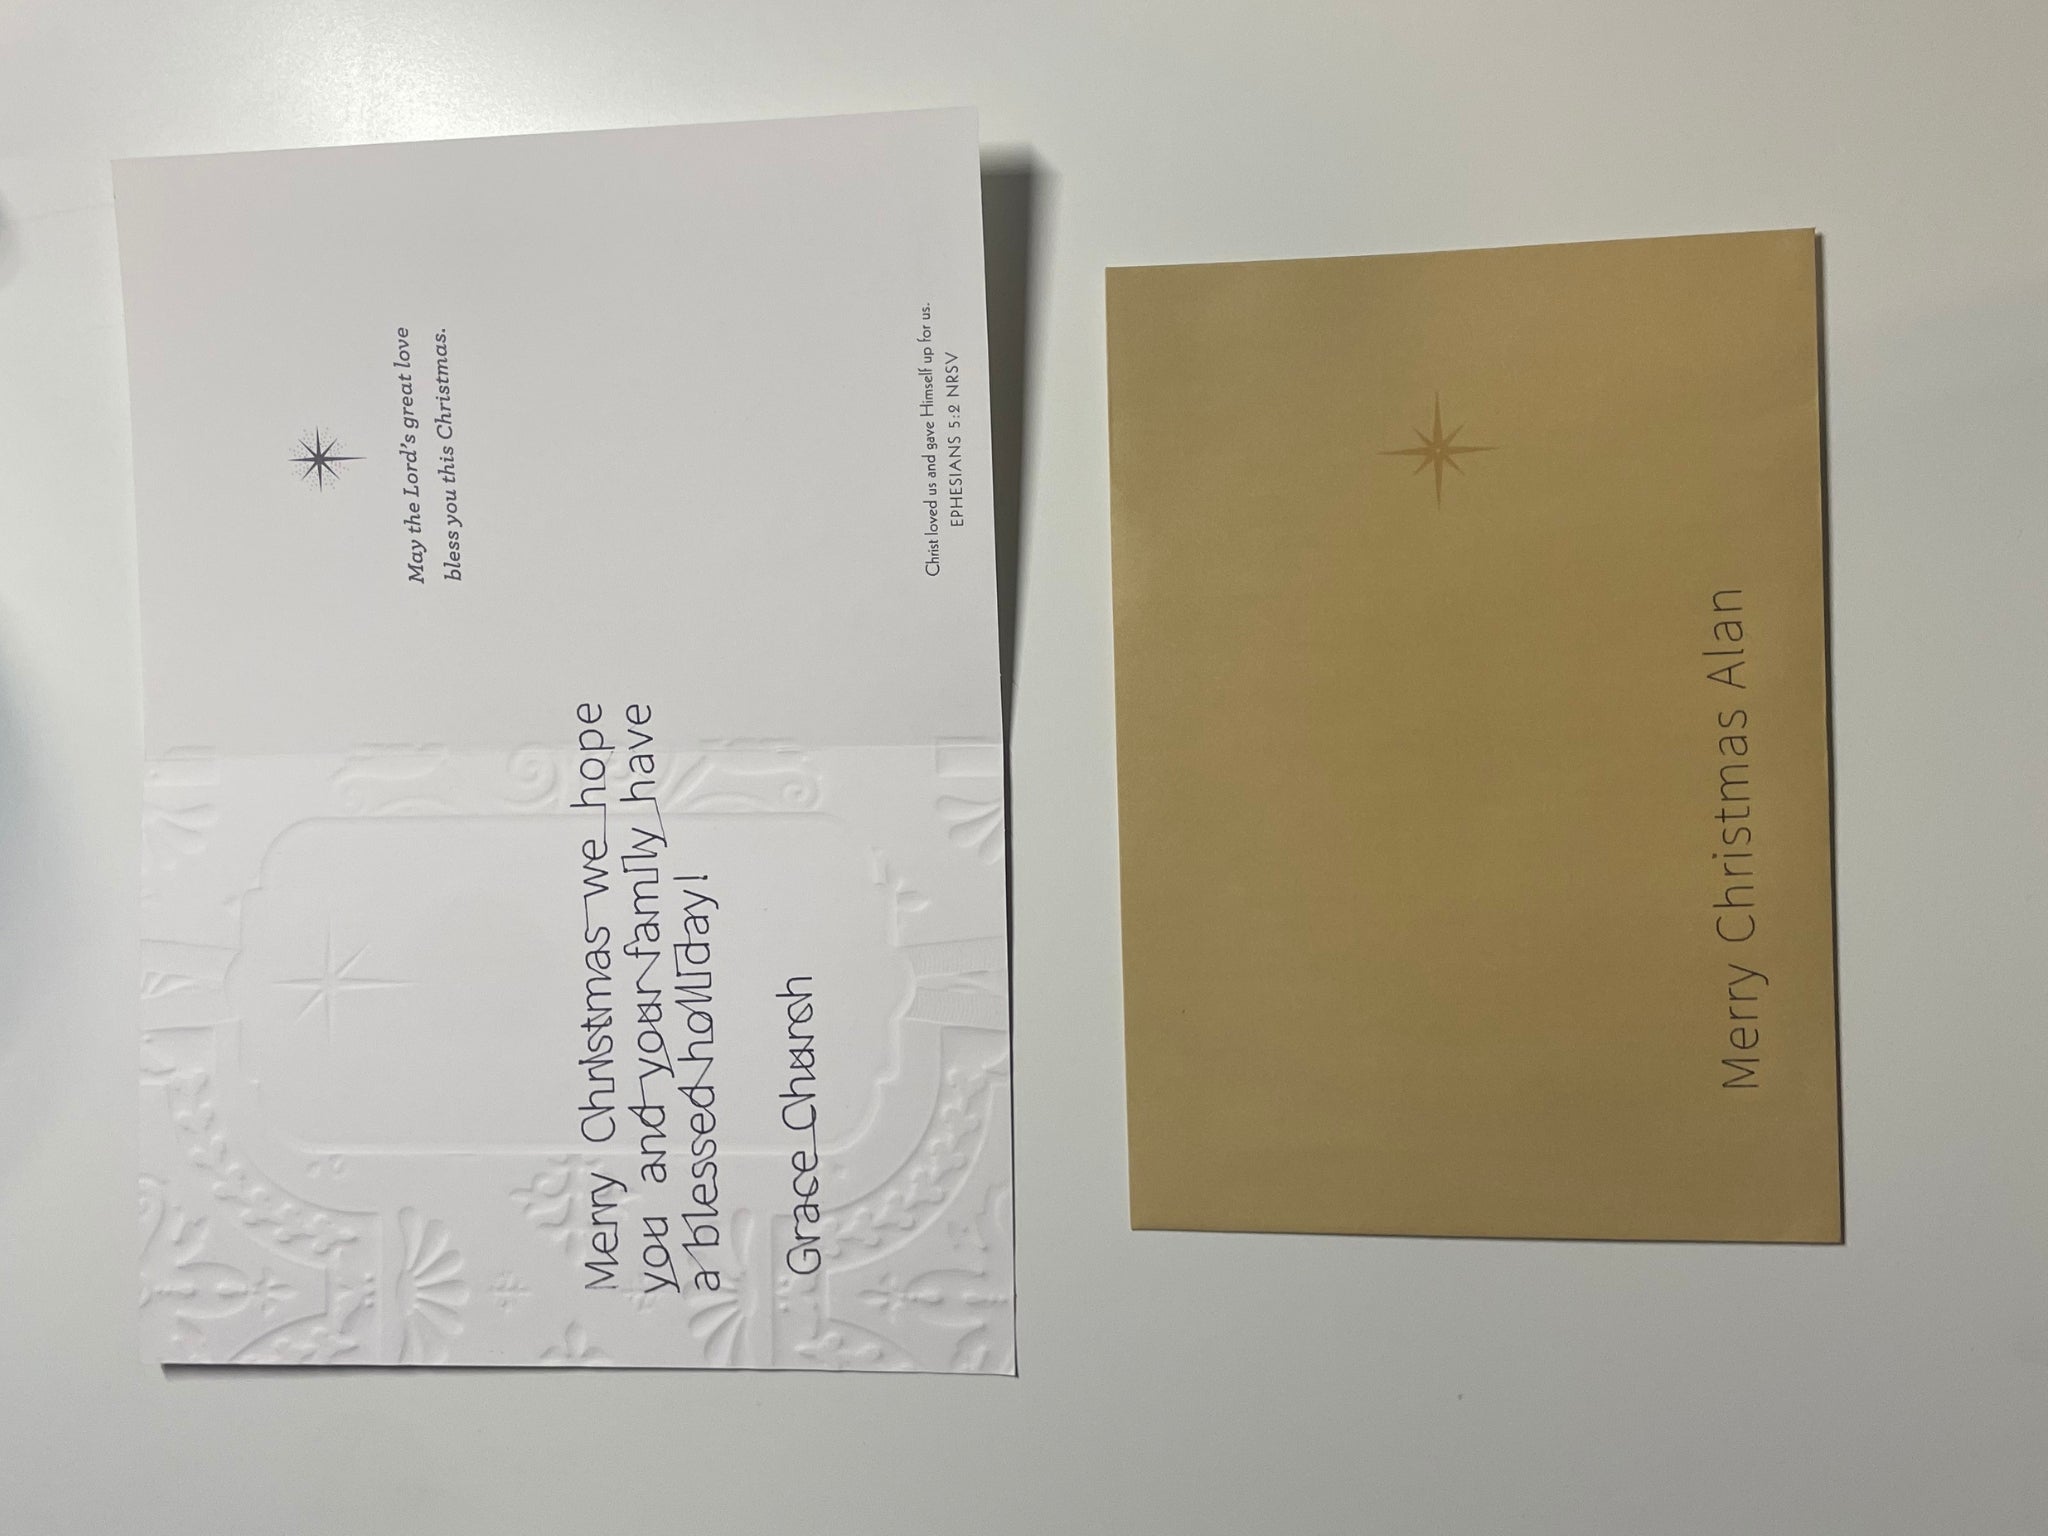 Merry Christmas we hope
you and your family have
a blessed holiday!
Grace Church
May the Lord's great love
bless you this Christmas.
Christ loved us and gave Himself up for us.
EPHESIANS 5:2 NRSV
Merry Christmas Alan